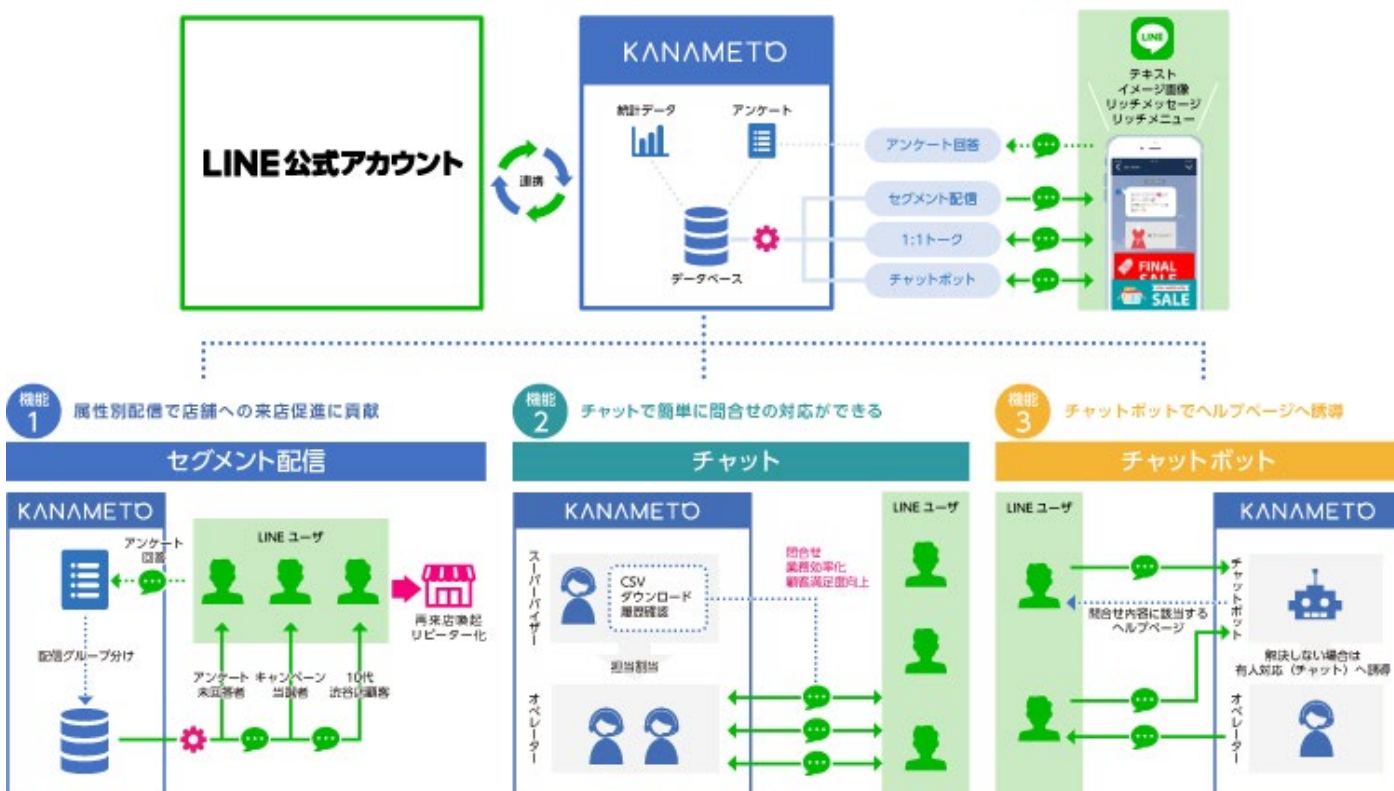 LINE公式アカウント
連携
KANAMETO
統計データ
アンケート
データベース
アンケート回答
セグメント配信
1:1トーク
チャットボット
LINE
テキスト
イメージ画像
リッチメッセージ
リッチメニュー
FINAL
SALE
SALE
機能
1
属性別配信で店舗への来店促進に貢献
セグメント配信
KANAMETO
アンケート
回答
LINE ユーザ
再来店喚起
リピーター化
配信グループ分け
アンケート
未回答者
キャンペーン
当選者
10代
渋谷店顧客
機能
2
チャットで簡単に問合せの対応ができる
チャット
KANAMETO
スーパーバイザー
CSV
ダウンロード
履歴確認
担当割当
オペレーター
問合せ
業務効率化
顧客満足度向上
LINE ユーザ
機能
3
チャットボットでヘルプページへ誘導
チャットボット
LINE ユーザ
KANAMETO
チャットボット
問合せ内容に該当する
ヘルプページ
解決しない場合は
有人対応（チャット）へ誘導
オペレーター